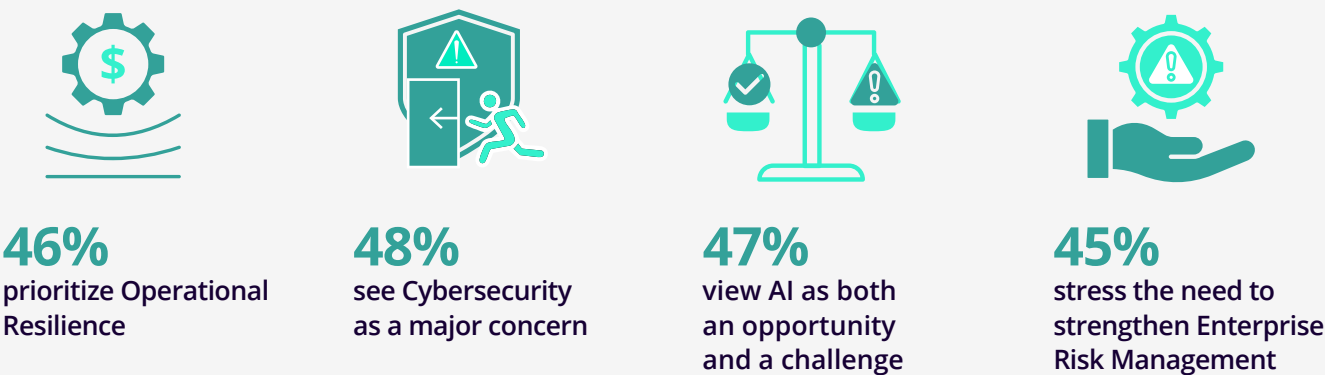 $
46%
prioritize Operational
Resilience
48%
see Cybersecurity
as a major concern
47%
view AI as both
an opportunity
and a challenge
45%
stress the need to
strengthen Enterprise
Risk Management